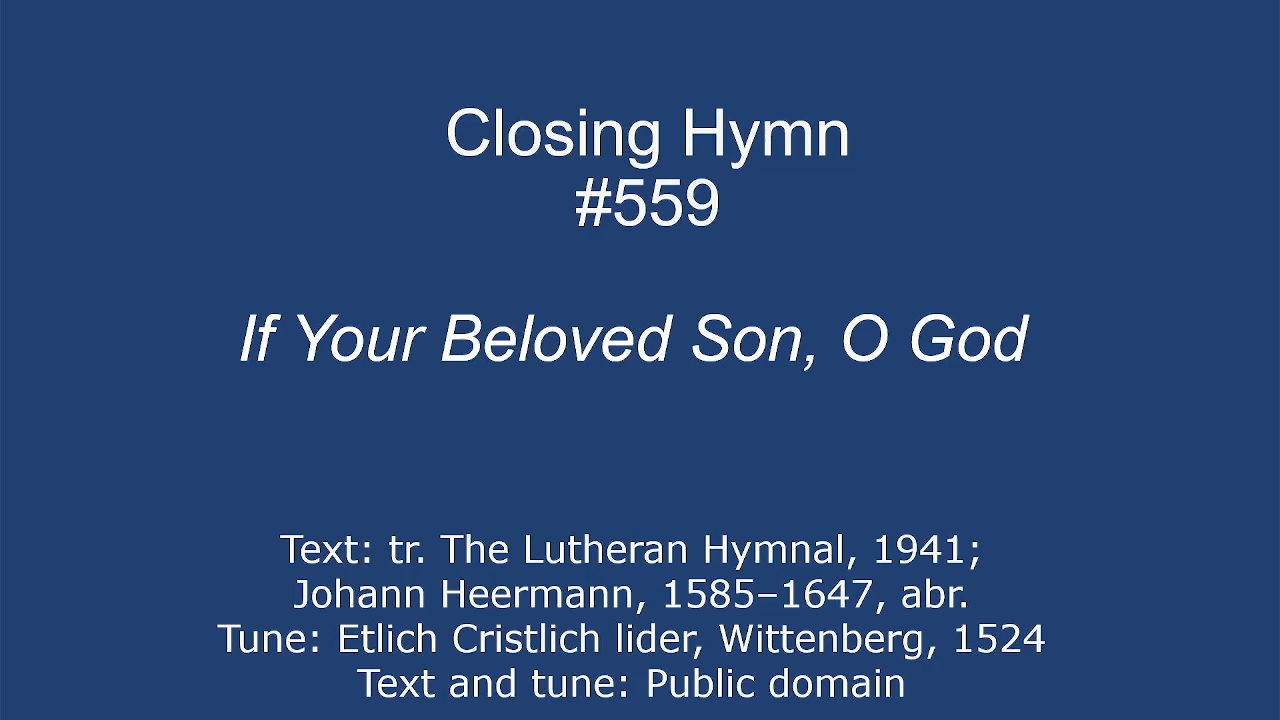 Closing Hymn
#559
If Your Beloved Son, O God
Text: tr. The Lutheran Hymnal, 1941;
Johann Heermann, 1585–1647, abr.
Tune: Etlich Cristlich lider, Wittenberg, 1524
Text and tune: Public domain